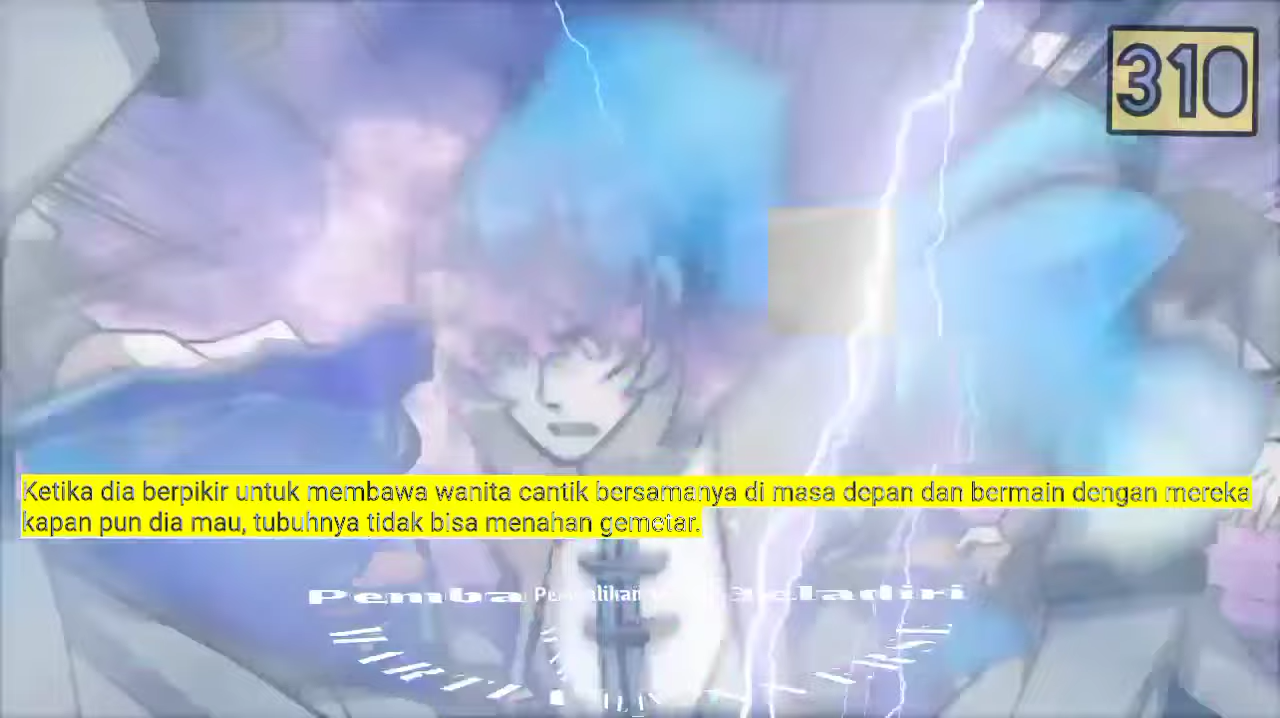 310
Ketika dia berpikir untuk membawa wanita cantik bersamanya di masa depan dan bermain dengan mereka
kapan pun dia mau, tubuhnya tidak bisa menahan gemetar.
Pemba